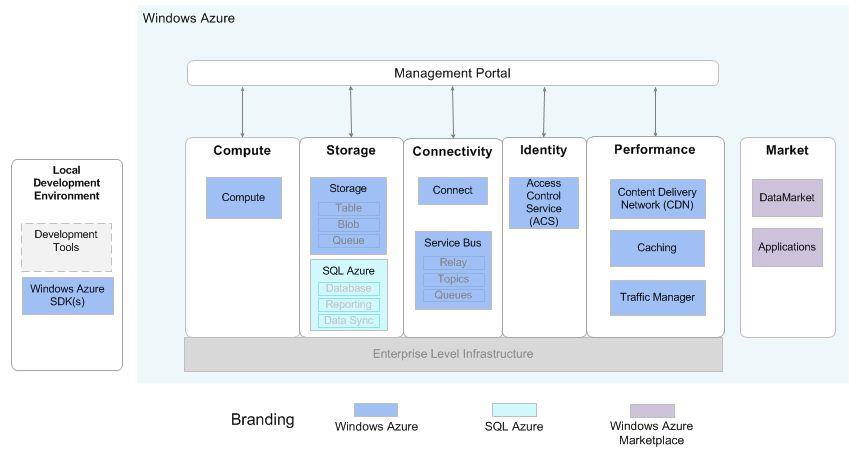 Windows Azure
Management Portal
Local
Development
Environment
Development
Tools
Windows Azure
SDK(s)
Compute
Compute
Storage
Storage
Table
Blob
Queue
SQL Azure
Database
Reporting
Data Sync
Connectivity
Connect
Service Bus
Relay
Topics
Queues
Identity
Access
Control
Service
(ACS)
Performance
Content Delivery
Network (CDN)
Caching
Traffic Manager
Market
DataMarket
Applications
Enterprise Level Infrastructure
Branding
Windows Azure
SQL Azure
Windows Azure
Marketplace